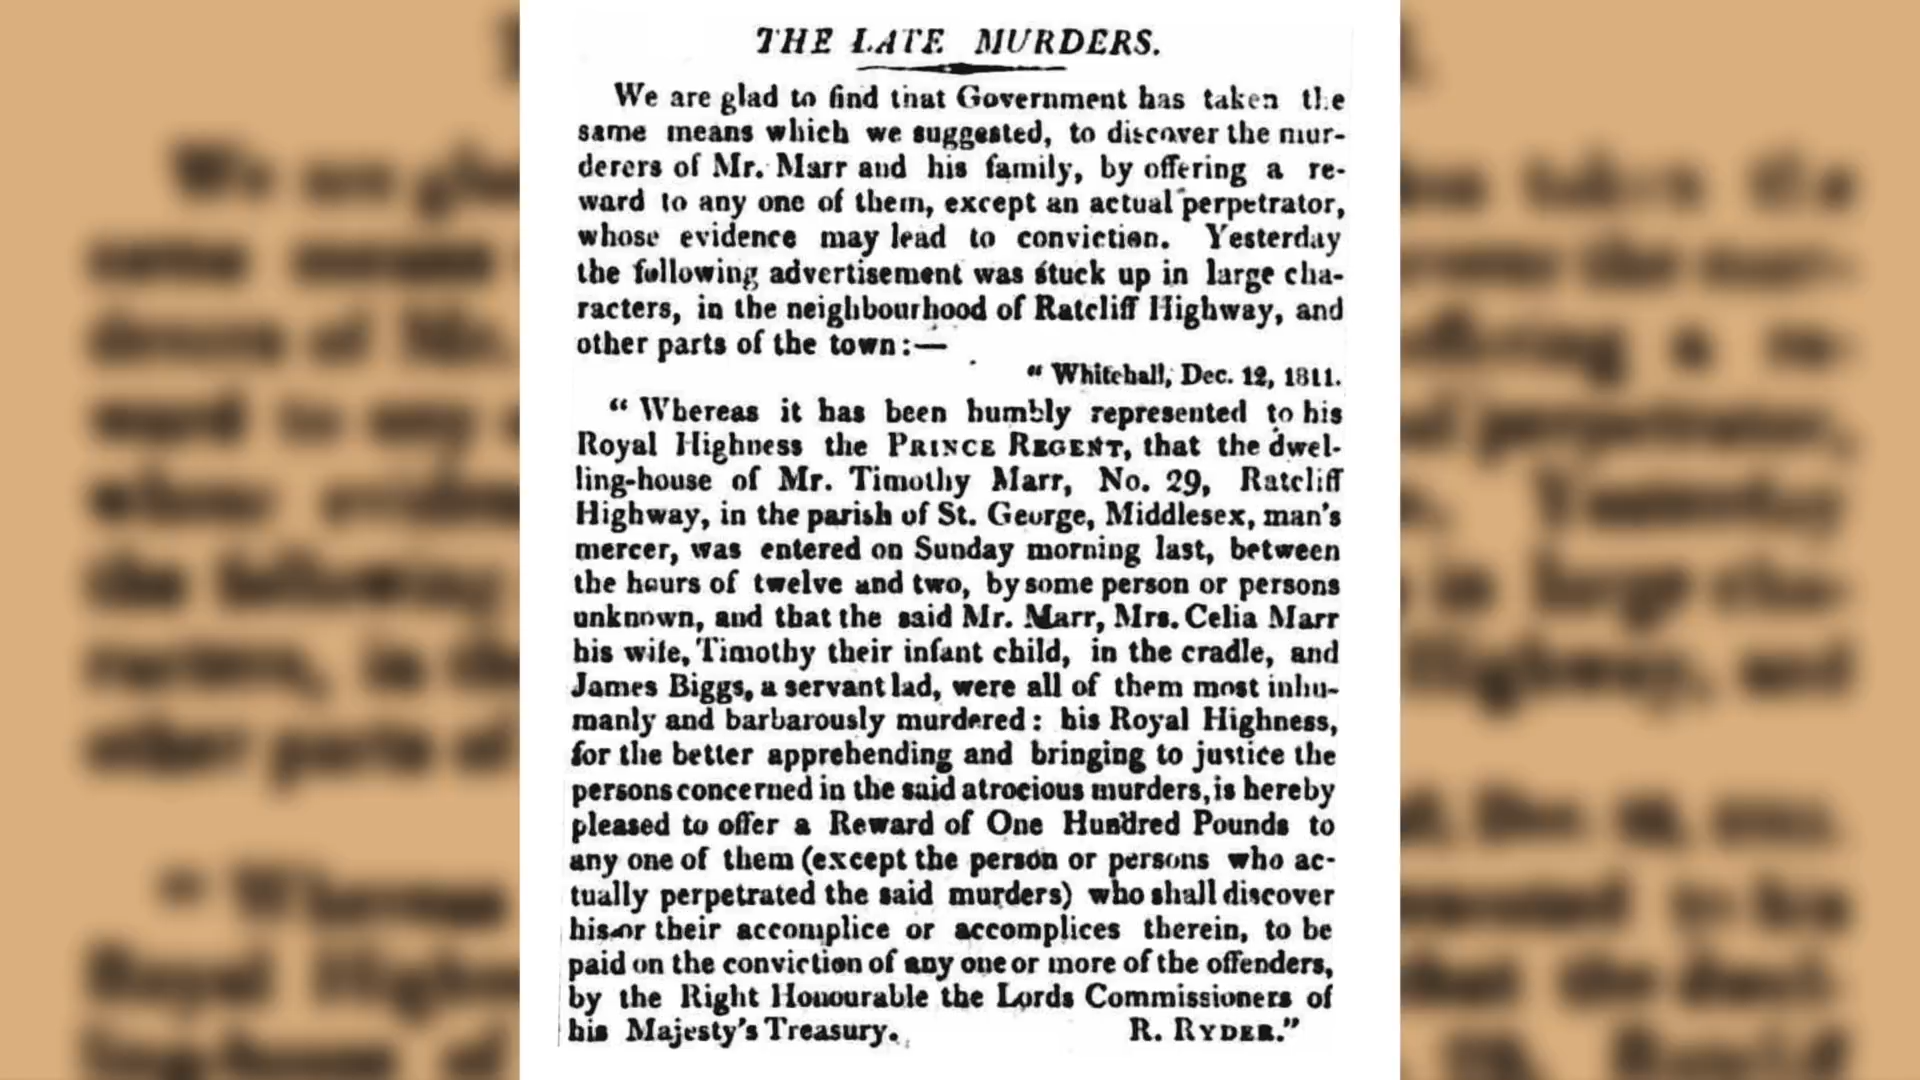 THE LATE MURDERS.
We are glad to find that Government has taken the
same means which we suggested, to discover the mur-
derers of Mr. Marr and his family, by offering a re-
ward to any one of them, except an actual perpetrator,
whose evidence may lead to conviction. Yesterday
the following advertisement was stuck up in large cha-
racters, in the neighbourhood of Ratcliff Highway, and
other parts of the town:—
“ Whitehall, Dec. 12, 1811.
“ Whereas it has been humbly represented to his
Royal Highness the PRINCE REGENT, that the dwel-
ling-house of Mr. Timothy Marr, No. 29, Ratcliff
Highway, in the parish of St. George, Middlesex, man's
mercer, was entered on Sunday morning last, between
the hours of twelve and two, by some person or persons
unknown, and that the said Mr. Marr, Mrs. Celia Marr
his wife, Timothy their infant child, in the cradle, and
James Biggs, a servant lad, were all of them most inhu-
manly and barbarously murdered: his Royal Highness,
for the better apprehending and bringing to justice the
persons concerned in the said atrocious murders, is hereby
pleased to offer a Reward of One Hundred Pounds to
any one of them (except the person or persons who ac-
tually perpetrated the said murders) who shall discover
his or their accomplice or accomplices therein, to be
paid on the conviction of any one or more of the offenders,
by the Right Honourable the Lords Commissioners of
his Majesty's Treasury. R. RYDER.”